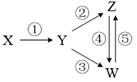 ② Z
① 
X Y ④ ⑤
③ W